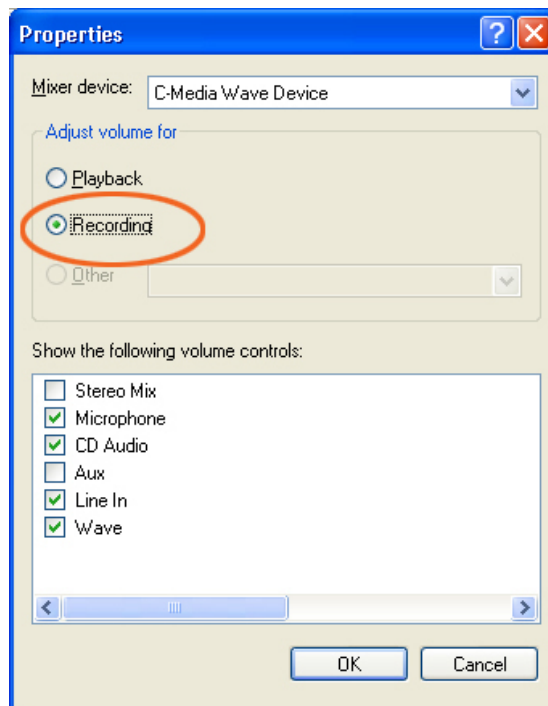 Properties
Mixer device: C-Media Wave Device
Adjust volume for
Playback
Recording
Other
Show the following volume controls:
Stereo Mix
Microphone
CD Audio
Aux
Line In
Wave
OK Cancel